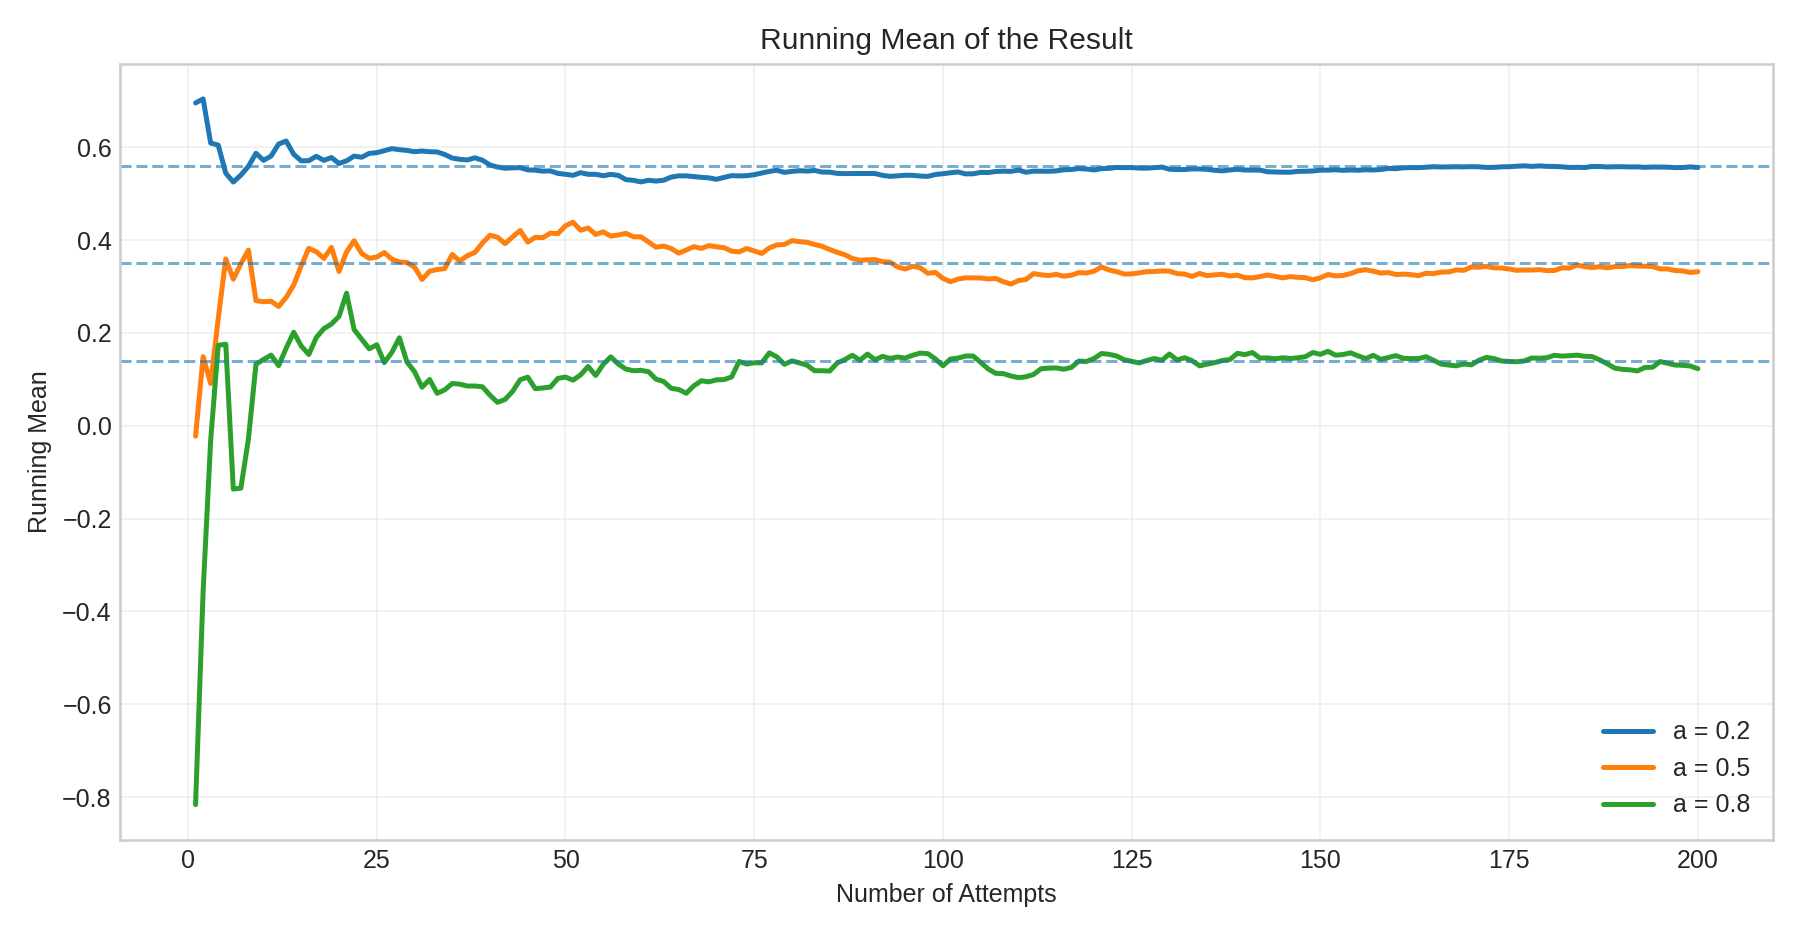 Running Mean of the Result
Running Mean
0.6
0.4
0.2
0.0
−0.2
−0.4
−0.6
−0.8
0 25 50 75 100 125 150 175 200
Number of Attempts
a = 0.2
a = 0.5
a = 0.8